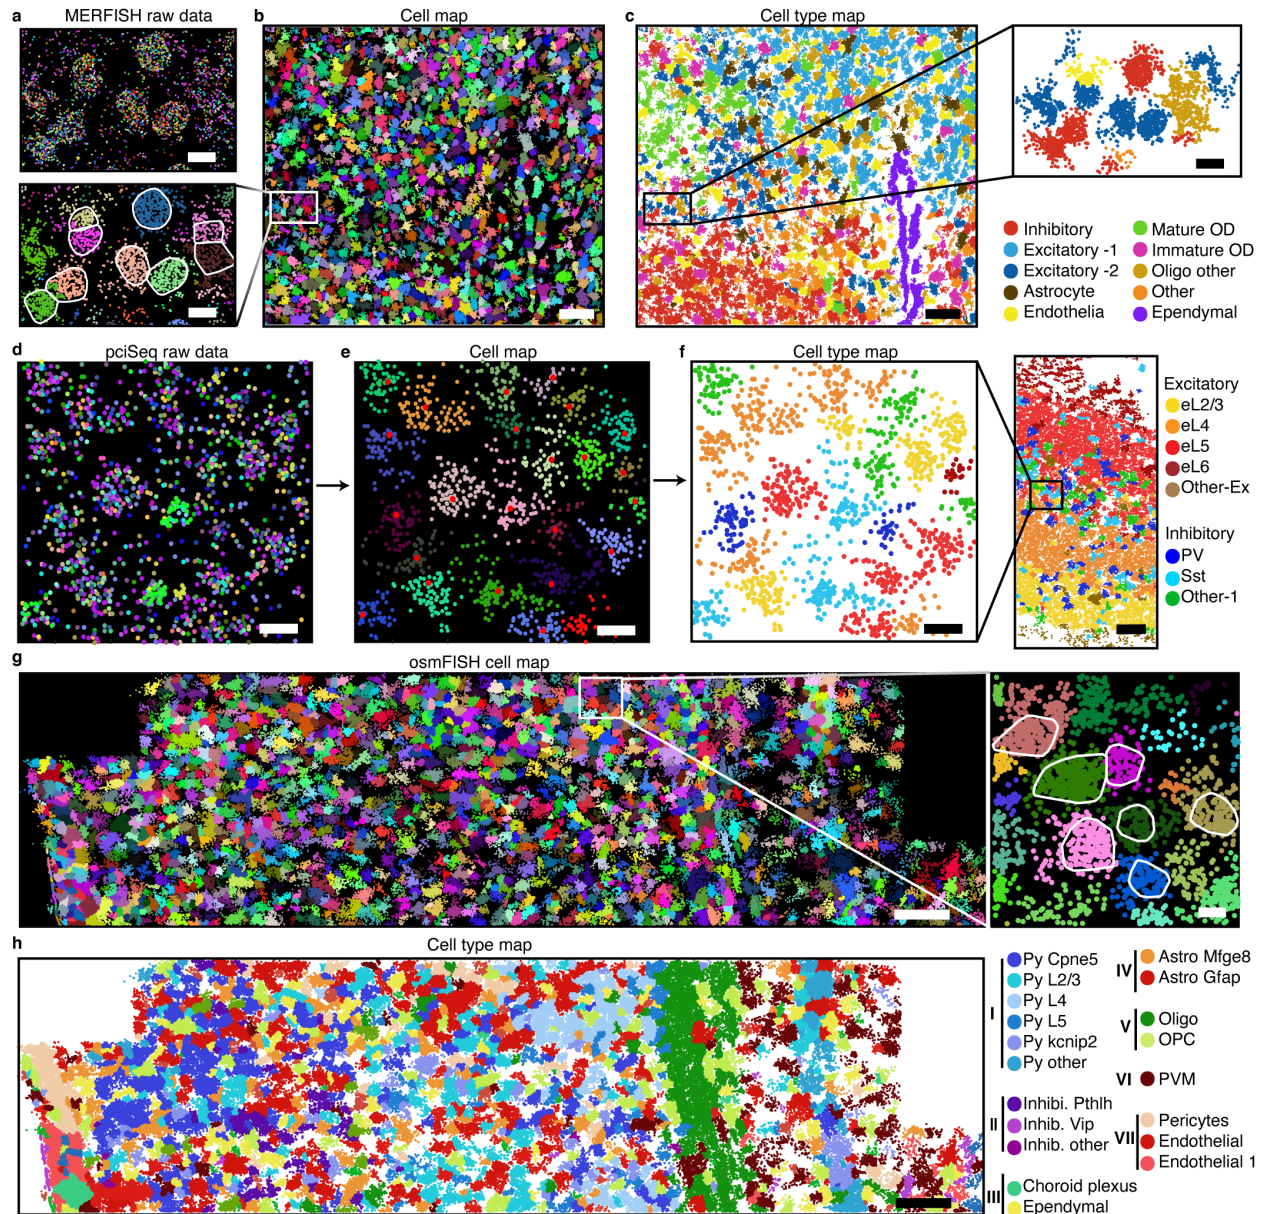 a MERFISH raw data
b Cell map
c Cell type map
Inhibitory
Excitatory -1
Excitatory -2
Astrocyte
Endothelia
Mature OD
Immature OD
Oligo other
Other
Ependymal
d pciSeq raw data
e Cell map
f Cell type map
Excitatory
eL2/3
eL4
eL5
eL6
Other-Ex
Inhibitory
PV
Sst
Other-1
g osmFISH cell map
h Cell type map
I
Py Cpne5
Py L2/3
Py L4
Py L5
Py kcnip2
Py other
II
Inhibi. Pthlh
Inhib. Vip
Inhib. other
III
Choroid plexus
Ependymal
IV
Astro Mfge8
Astro Gfap
V
Oligo
OPC
VI
PVM
VII
Pericytes
Endothelial
Endothelial 1